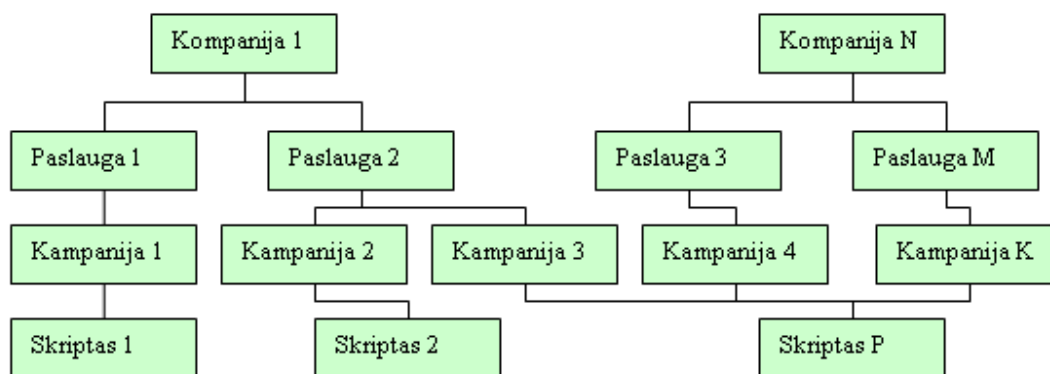 Kompanija 1
Kompanija N
Paslauga 1
Paslauga 2
Paslauga 3
Paslauga M
Kampanija 1
Kampanija 2
Kampanija 3
Kampanija 4
Kampanija K
Skriptas 1
Skriptas 2
Skriptas P